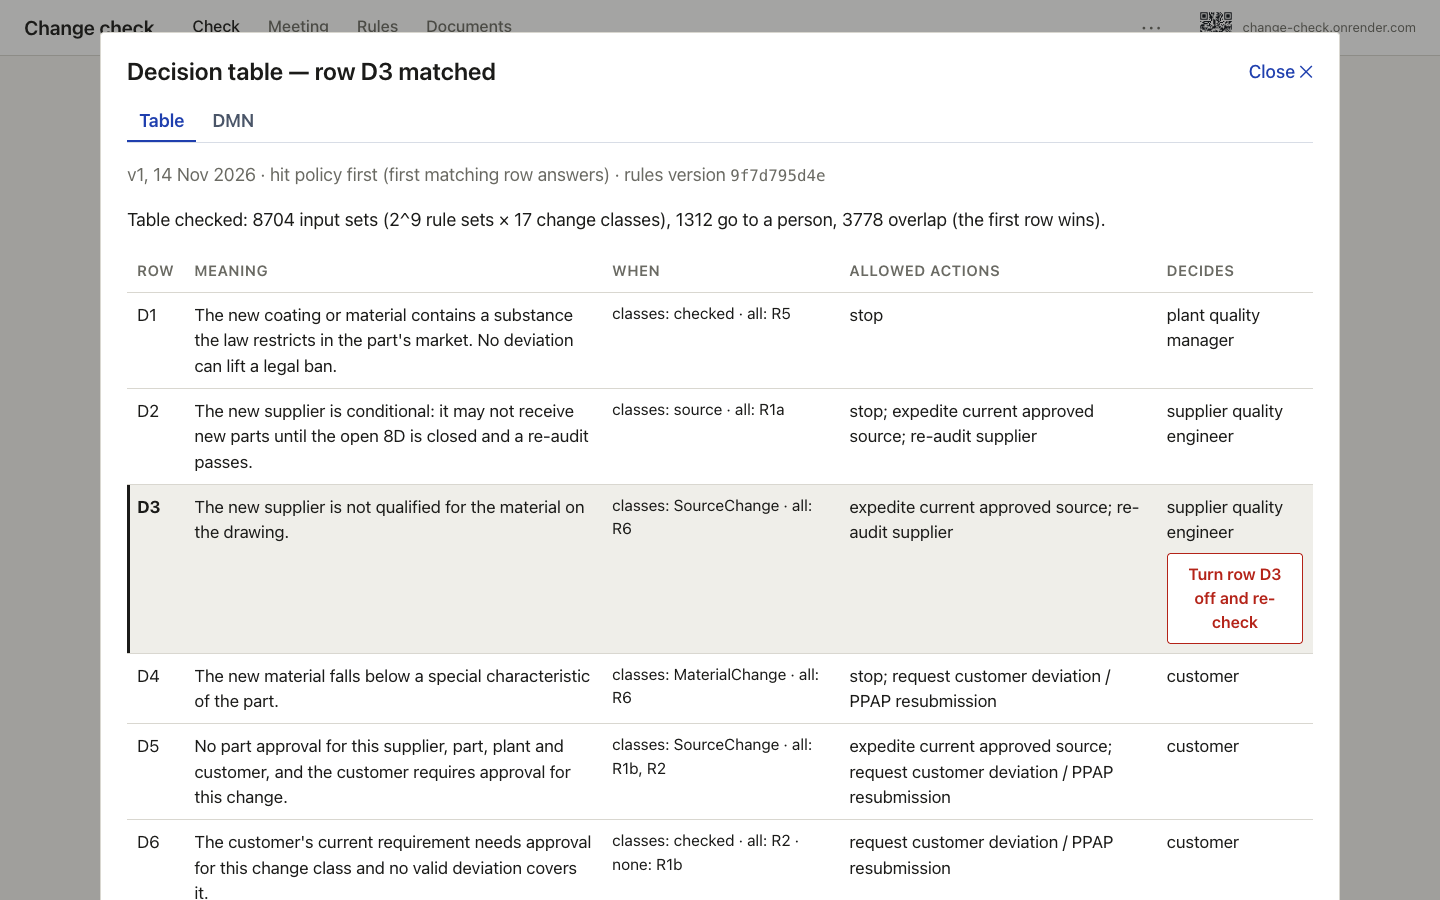 Change check
Check
Meeting
Rules
Documents
...
change-check.onrender.com
Decision table — row D3 matched
Close ×
Table
DMN
v1, 14 Nov 2026 · hit policy first (first matching row answers) · rules version 9f7d795d4e
Table checked: 8704 input sets (2^9 rule sets × 17 change classes), 1312 go to a person, 3778 overlap (the first row wins).
ROW MEANING WHEN ALLOWED ACTIONS DECIDES
D1
The new coating or material contains a substance
the law restricts in the part's market. No deviation
can lift a legal ban.
classes: checked · all: R5
stop
plant quality
manager
D2
The new supplier is conditional: it may not receive
new parts until the open 8D is closed and a re-audit
passes.
classes: source · all: R1a
stop; expedite current approved
source; re-audit supplier
supplier quality
engineer
D3
The new supplier is not qualified for the material on
the drawing.
classes: SourceChange · all:
R6
expedite current approved source; re-
audit supplier
supplier quality
engineer
Turn row D3
off and re-
check
D4
The new material falls below a special characteristic
of the part.
classes: MaterialChange · all:
R6
stop; request customer deviation /
PPAP resubmission
customer
D5
No part approval for this supplier, part, plant and
customer, and the customer requires approval for
this change.
classes: SourceChange · all:
R1b, R2
expedite current approved source;
request customer deviation / PPAP
resubmission
customer
D6
The customer's current requirement needs approval
for this change class and no valid deviation covers
it.
classes: checked · all: R2 ·
none: R1b
request customer deviation / PPAP
resubmission
customer